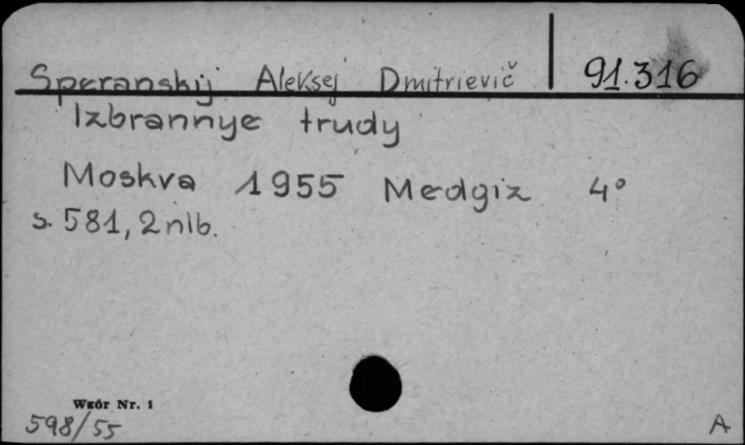 Speranskij Aleksej Dmitrievič 91.316
Izbrannye trudy
Moskva 1955 Medgiz 4°
s. 581, 2 nlb.
Wzór Nr. 1
598/55 A